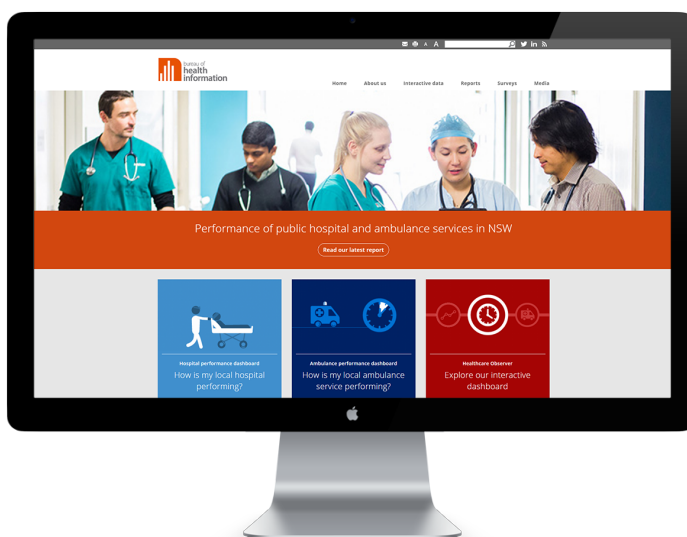 A A
bureau of
health
information
Home About us Interactive data Reports Surveys Media
Performance of public hospital and ambulance services in NSW
Read our latest report
Hospital performance dashboard
How is my local hospital
performing?
Ambulance performance dashboard
How is my local ambulance
service performing?
Healthcare Observer
Explore our interactive
dashboard